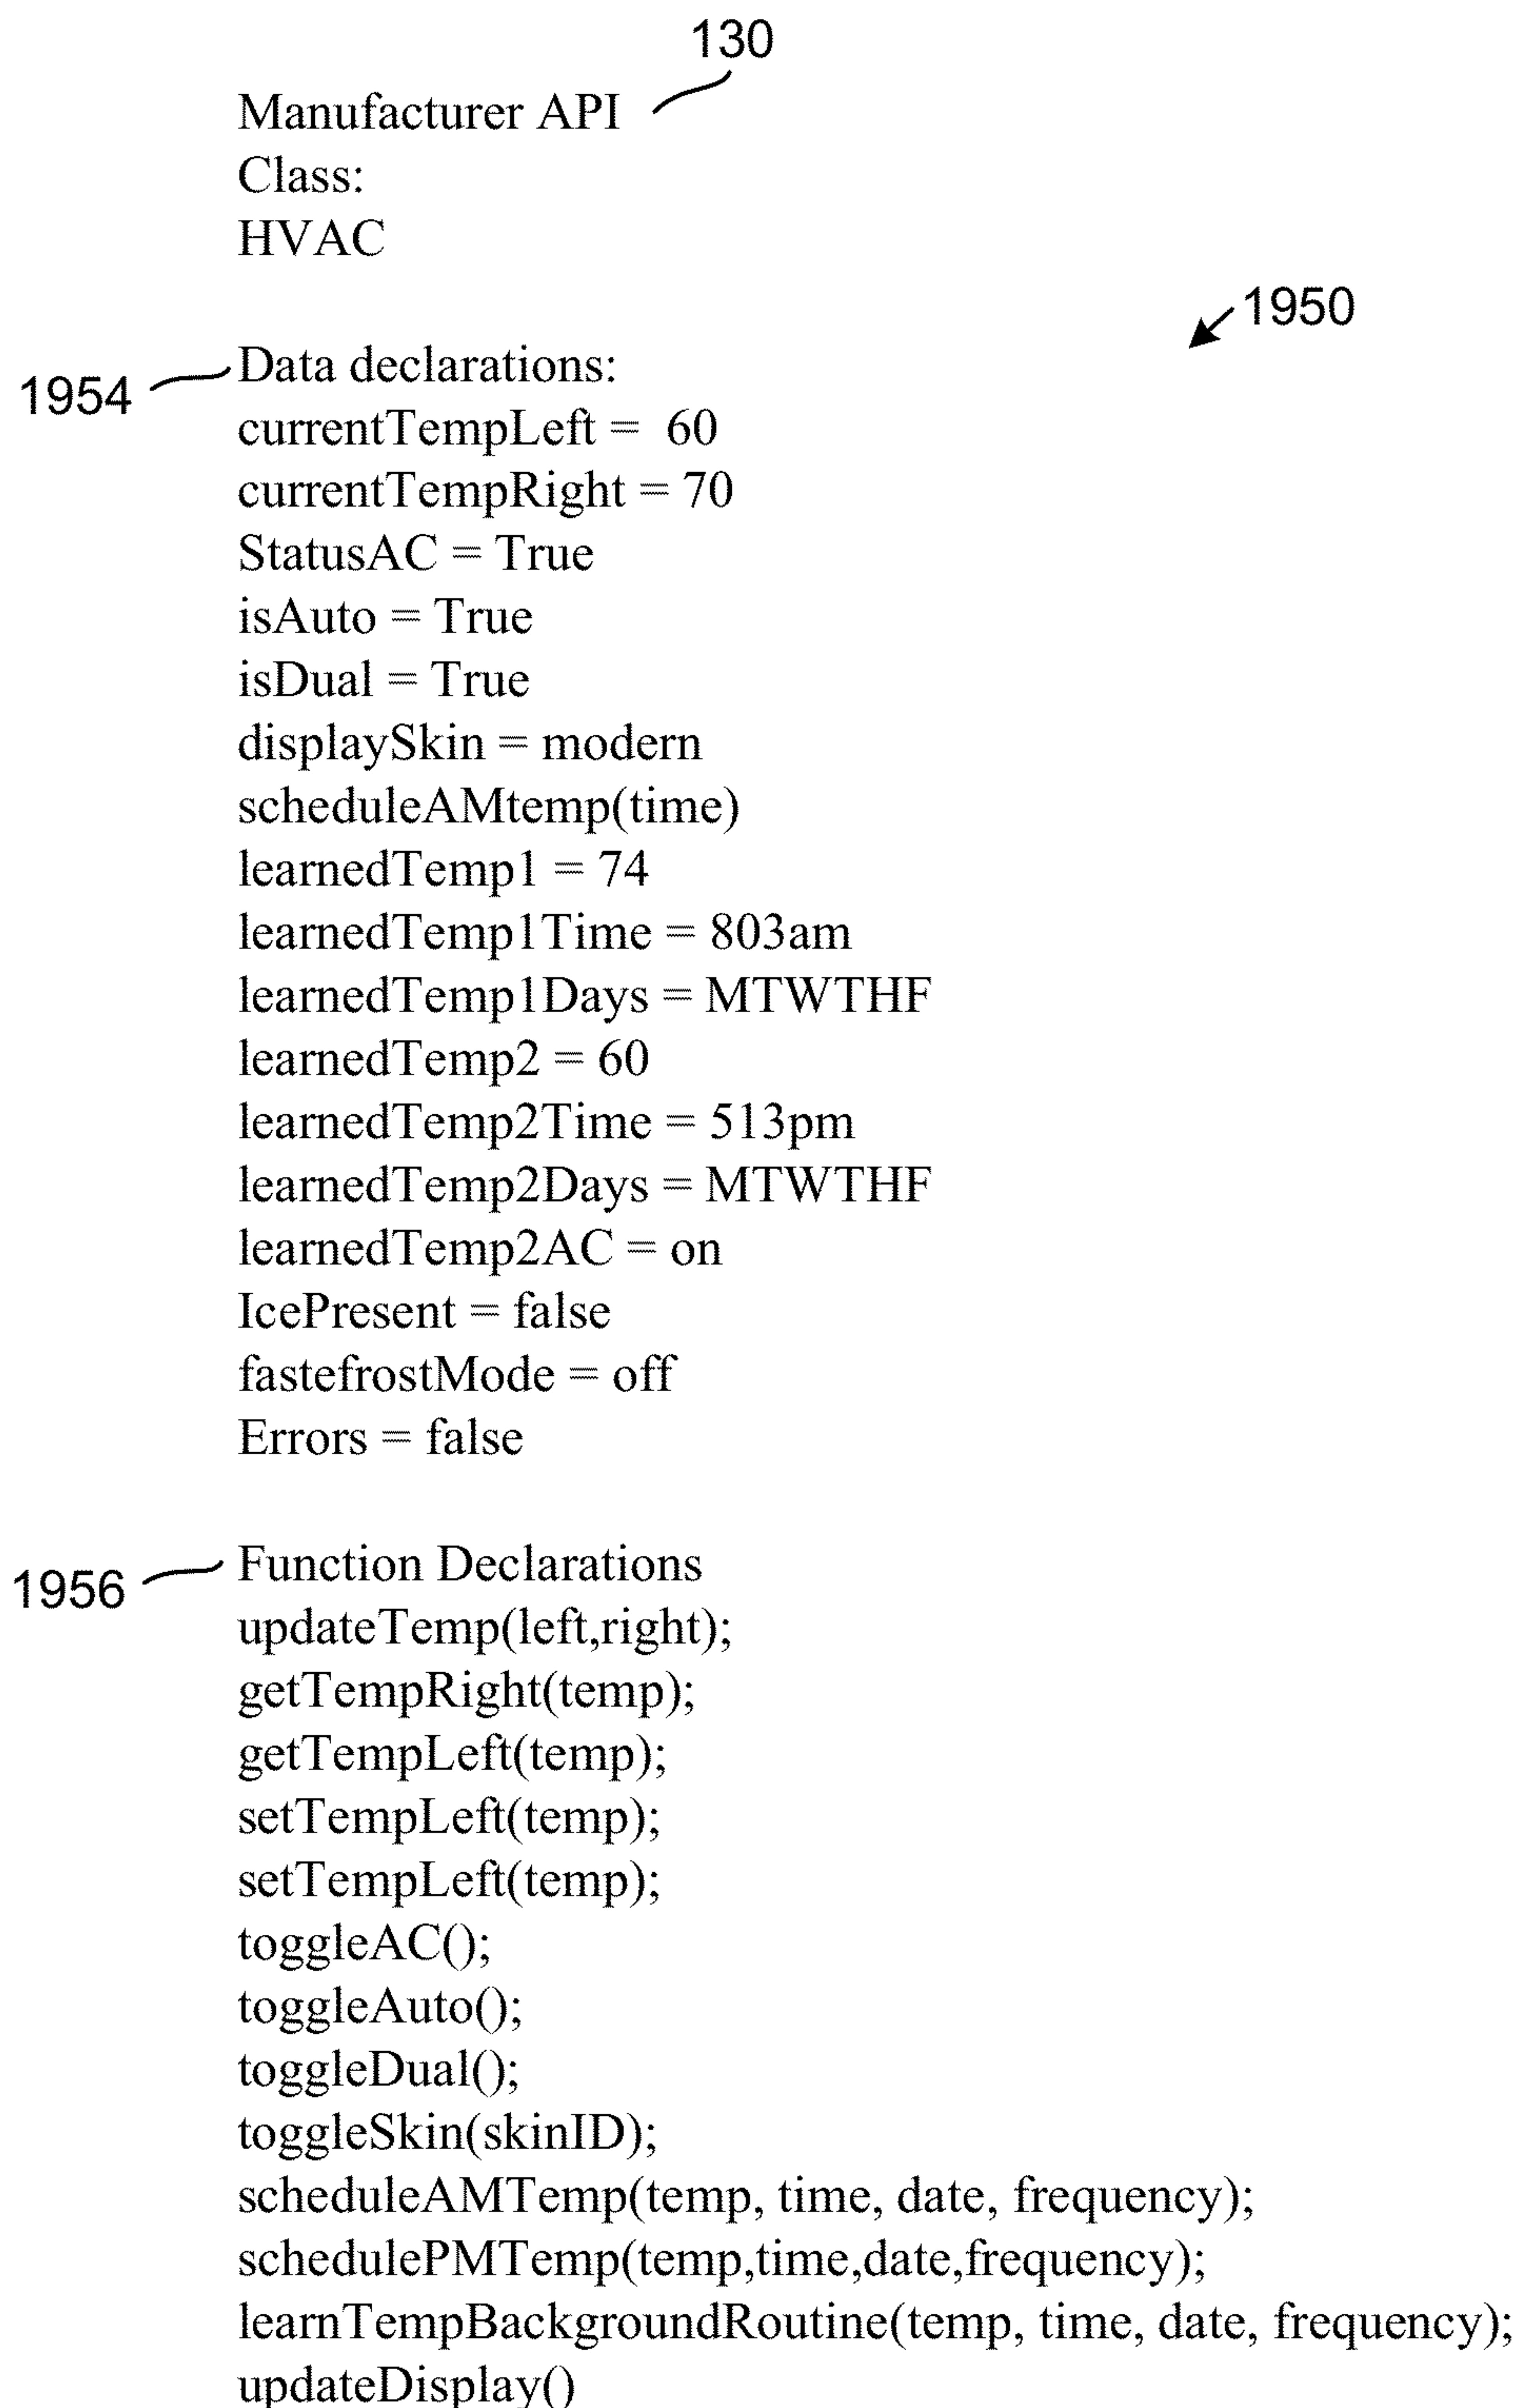 130
Manufacturer API
Class:
HVAC
1950
1954
Data declarations:
currentTempLeft = 60
currentTempRight = 70
StatusAC = True
isAuto = True
isDual = True
displaySkin = modern
scheduleAMtemp(time)
learnedTemp1 = 74
learnedTemp1Time = 803am
learnedTemp1Days = MTWTHF
learnedTemp2 = 60
learnedTemp2Time = 513pm
learnedTemp2Days = MTWTHF
learnedTemp2AC = on
IcePresent = false
fastefrostMode = off
Errors = false
1956
Function Declarations
updateTemp(left,right);
getTempRight(temp);
getTempLeft(temp);
setTempLeft(temp);
setTempLeft(temp);
toggleAC();
toggleAuto();
toggleDual();
toggleSkin(skinID);
scheduleAMTemp(temp, time, date, frequency);
schedulePMTemp(temp,time,date,frequency);
learnTempBackgroundRoutine(temp, time, date, frequency);
updateDisplay()